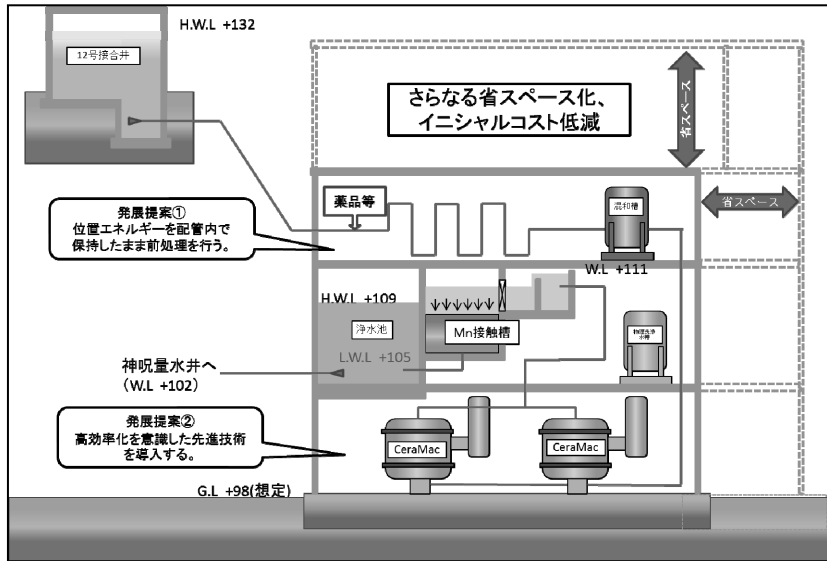 H.W.L +132
12号接合井
さらなる省スペース化、
イニシャルコスト低減
省スペース
省スペース
発展提案①
位置エネルギーを配管内で
保持したまま前処理を行う。
薬品等
混和槽
W.L +111
H.W.L +109
浄水池
Mn接触槽
L.W.L +105
神呪量水井へ
(W.L +102)
発展提案②
高効率化を意識した先進技術
を導入する。
CeraMac
CeraMac
G.L +98(想定)